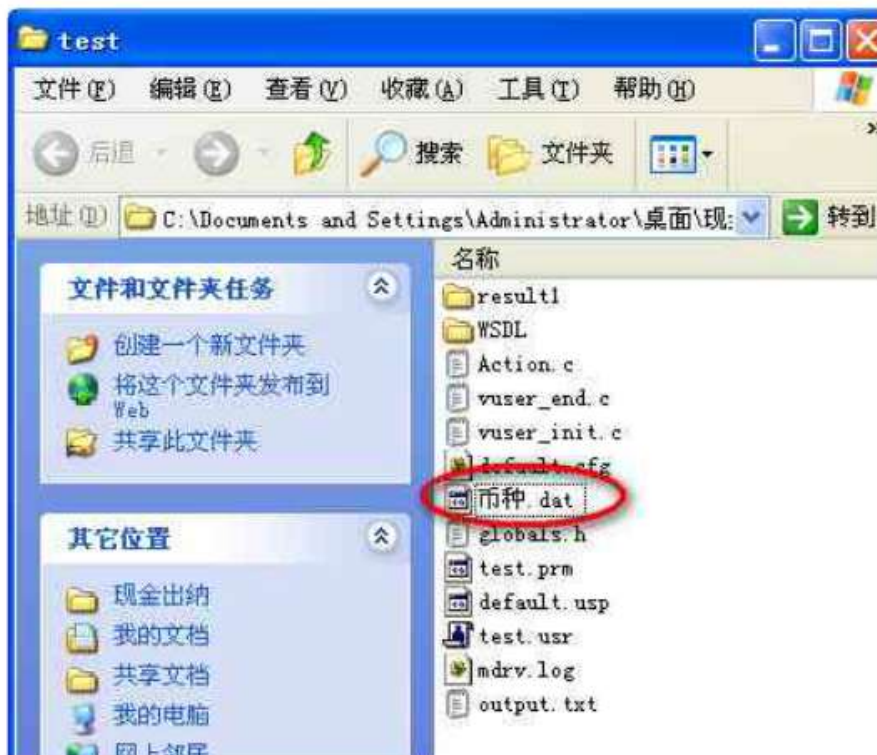 test
文件(F) 编辑(E) 查看(V) 收藏(A) 工具(T) 帮助(H)
后退 搜索 文件夹
地址(D) C:\Documents and Settings\Administrator\桌面\现: 转到
名称
文件和文件夹任务
创建一个新文件夹
将这个文件夹发布到
Web
共享此文件夹
其它位置
现金出纳
我的文档
共享文档
我的电脑
网上邻居
result1
WSDL
Action.c
vuser_end.c
vuser_init.c
default.cfg
币种.dat
globals.h
test.prm
default.usp
test.usr
mdrv.log
output.txt